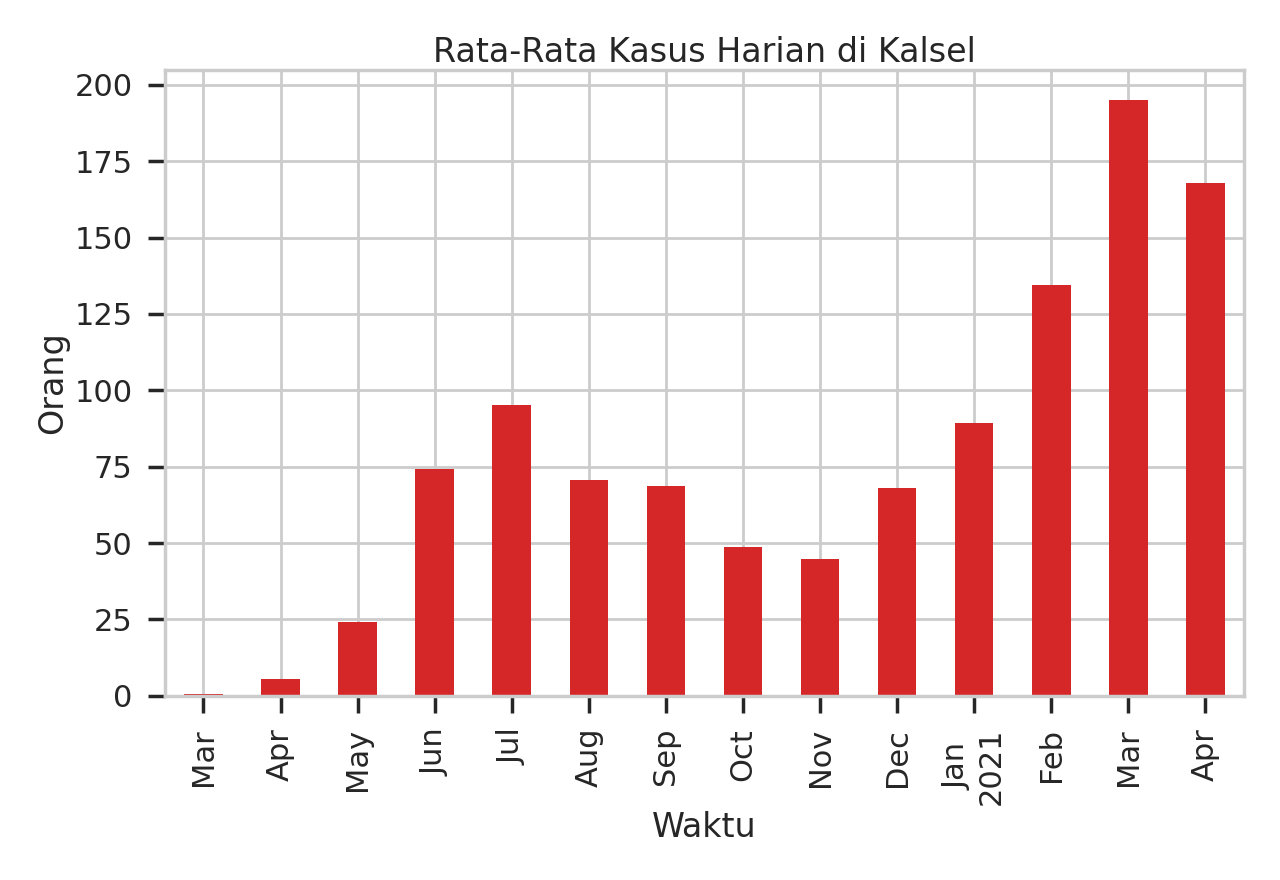 Rata-Rata Kasus Harian di Kalsel
200
175
150
125
100
75
50
25
0
Orang
Mar
Apr
May
Jun
Jul
Aug
Sep
Oct
Nov
Dec
Jan
2021
Feb
Mar
Apr
Waktu